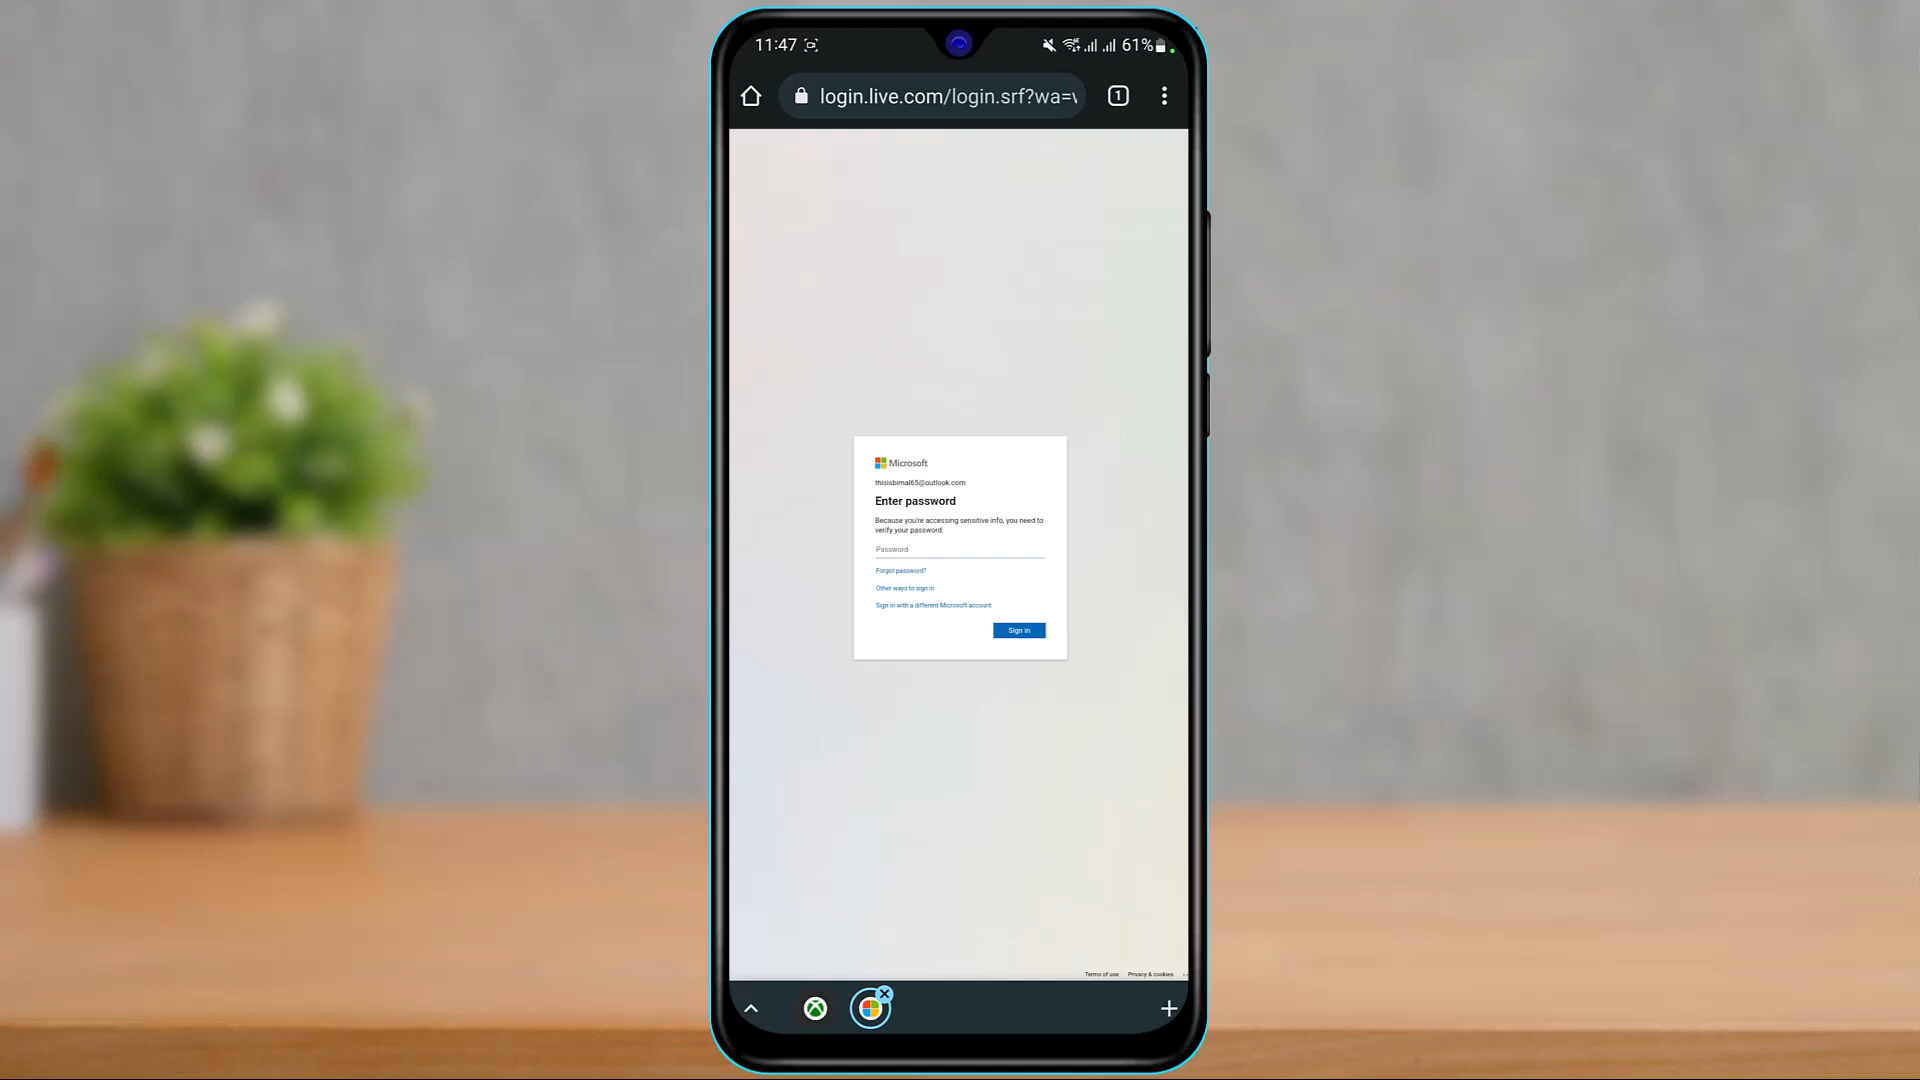 11:47
61%
login.live.com/login.srf?wa=
1
Microsoft
thisisbimal65@outlook.com
Enter password
Because you're accessing sensitive info, you need to
verify your password.
Password
Forgot password?
Other ways to sign in
Sign in with a different Microsoft account
Sign in
Terms of use Privacy & cookies